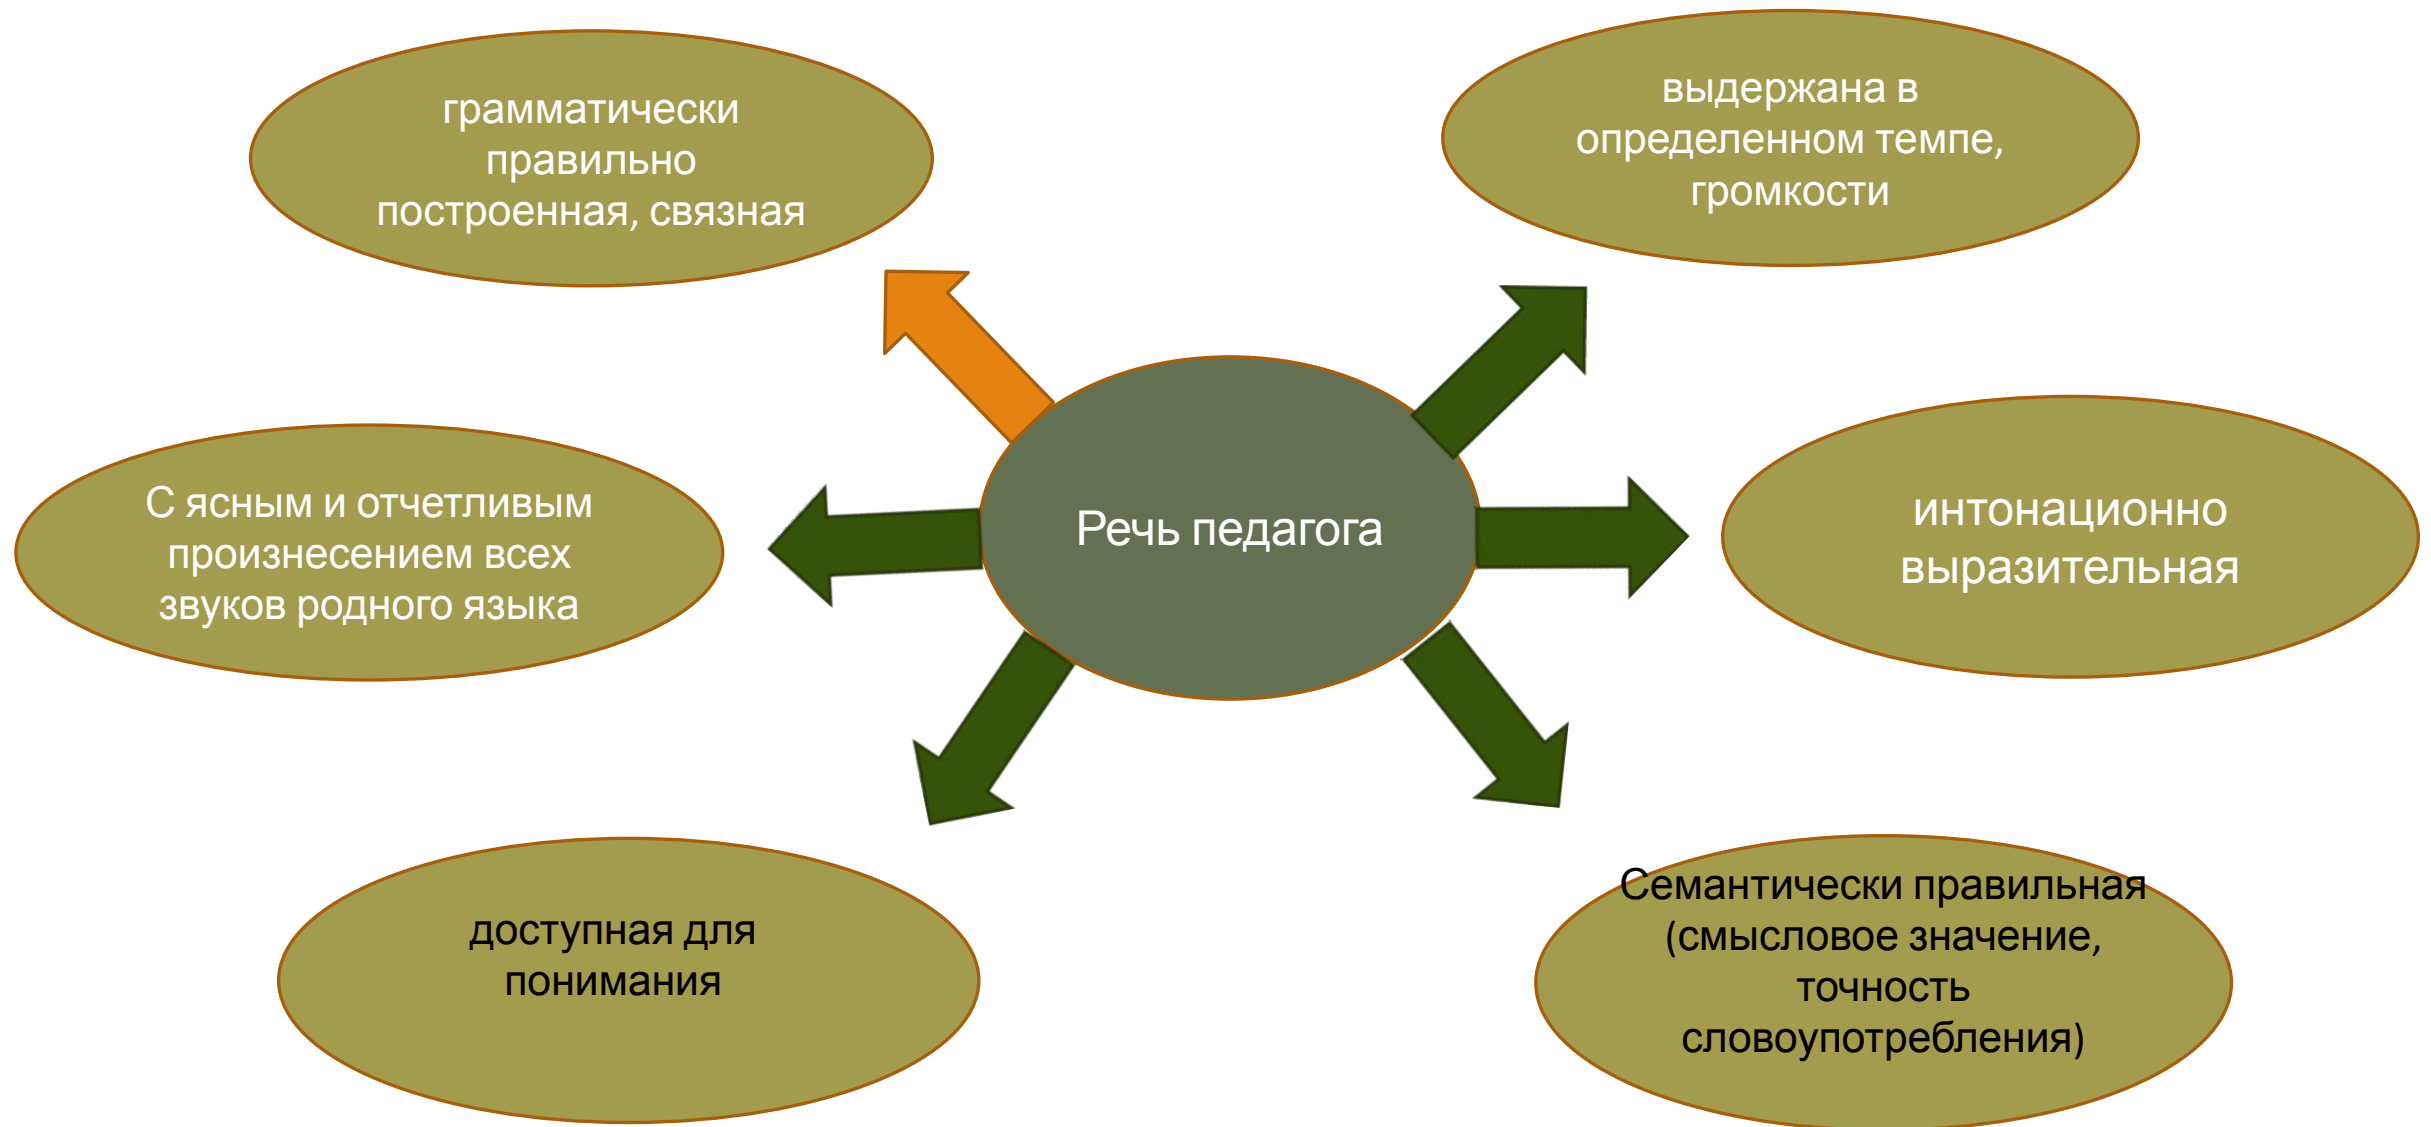 грамматически
правильно
построенная, связная
выдержана в
определенном темпе,
громкости
С ясным и отчетливым
произнесением всех
звуков родного языка
Речь педагога
интонационно
выразительная
доступная для
понимания
Семантически правильная
(смысловое значение,
точность
словоупотребления)